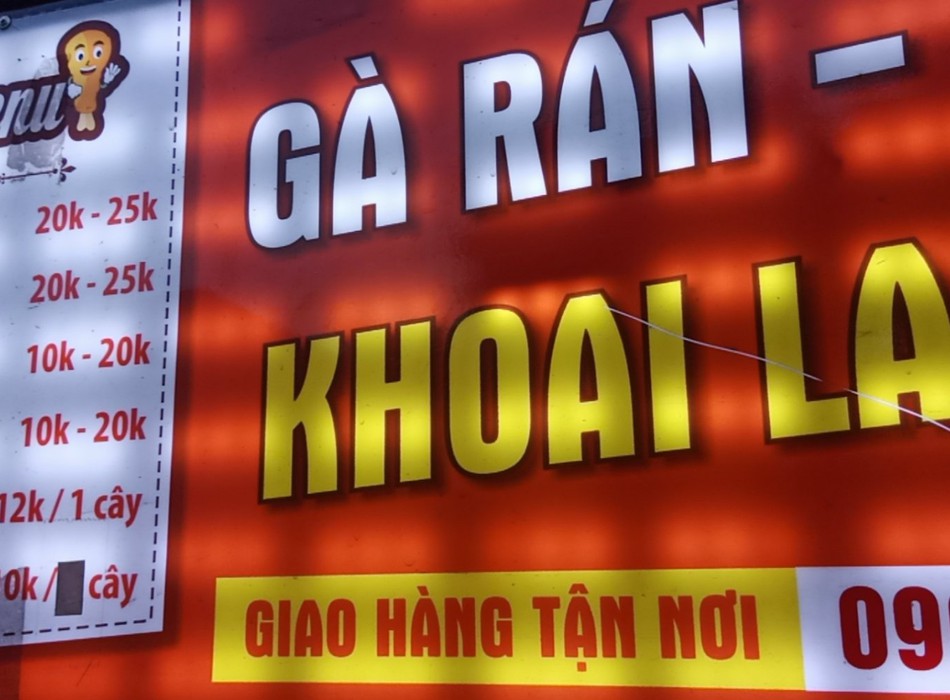 GÀ RÁN –
KHOAI LA
GIAO HÀNG TẬN NƠI 09
enu
20k - 25k
20k - 25k
10k - 20k
10k - 20k
12k / 1 cây
0k / cây